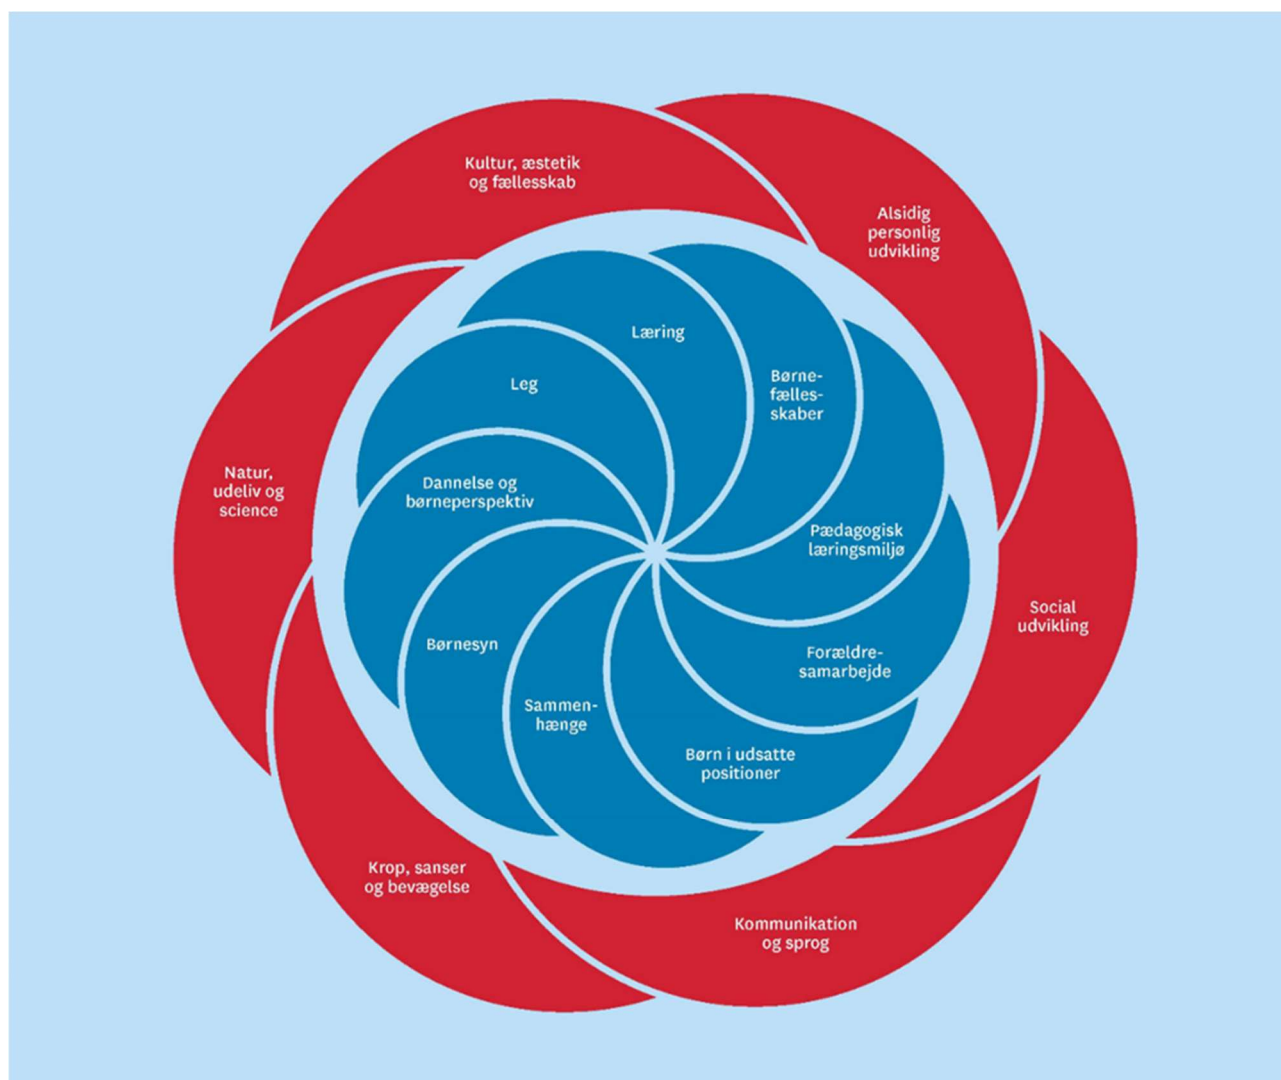 Kultur, æstetik
og fællesskab
Alsidig
personlig
udvikling
Læring
Børne-
fælles-
skaber
Leg
Natur,
udeliv og
science
Dannelse og
børneperspektiv
Pædagogisk
læringsmiljø
Social
udvikling
Børnesyn
Forældre-
samarbejde
Sammen-
hænge
Børn i udsatte
positioner
Krop, sanser
og bevægelse
Kommunikation
og sprog